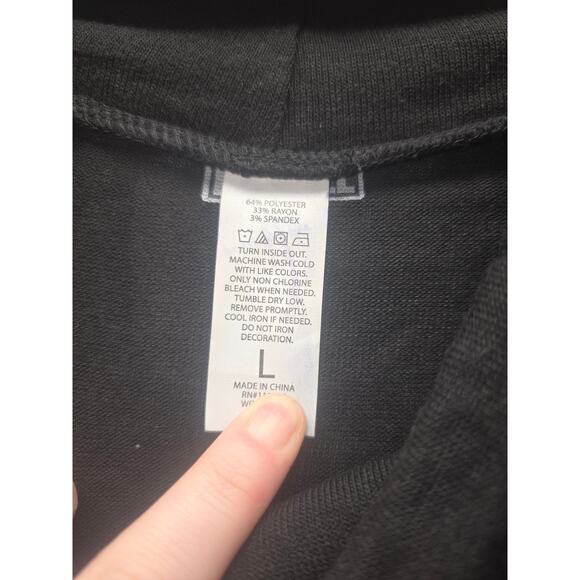 64% POLYESTER
33% RAYON
3% SPANDEX
TURN INSIDE OUT.
MACHINE WASH COLD
WITH LIKE COLORS.
ONLY NON CHLORINE
BLEACH WHEN NEEDED.
TUMBLE DRY LOW.
REMOVE PROMPTLY.
COOL IRON IF NEEDED.
DO NOT IRON
DECORATION.
L
MADE IN CHINA